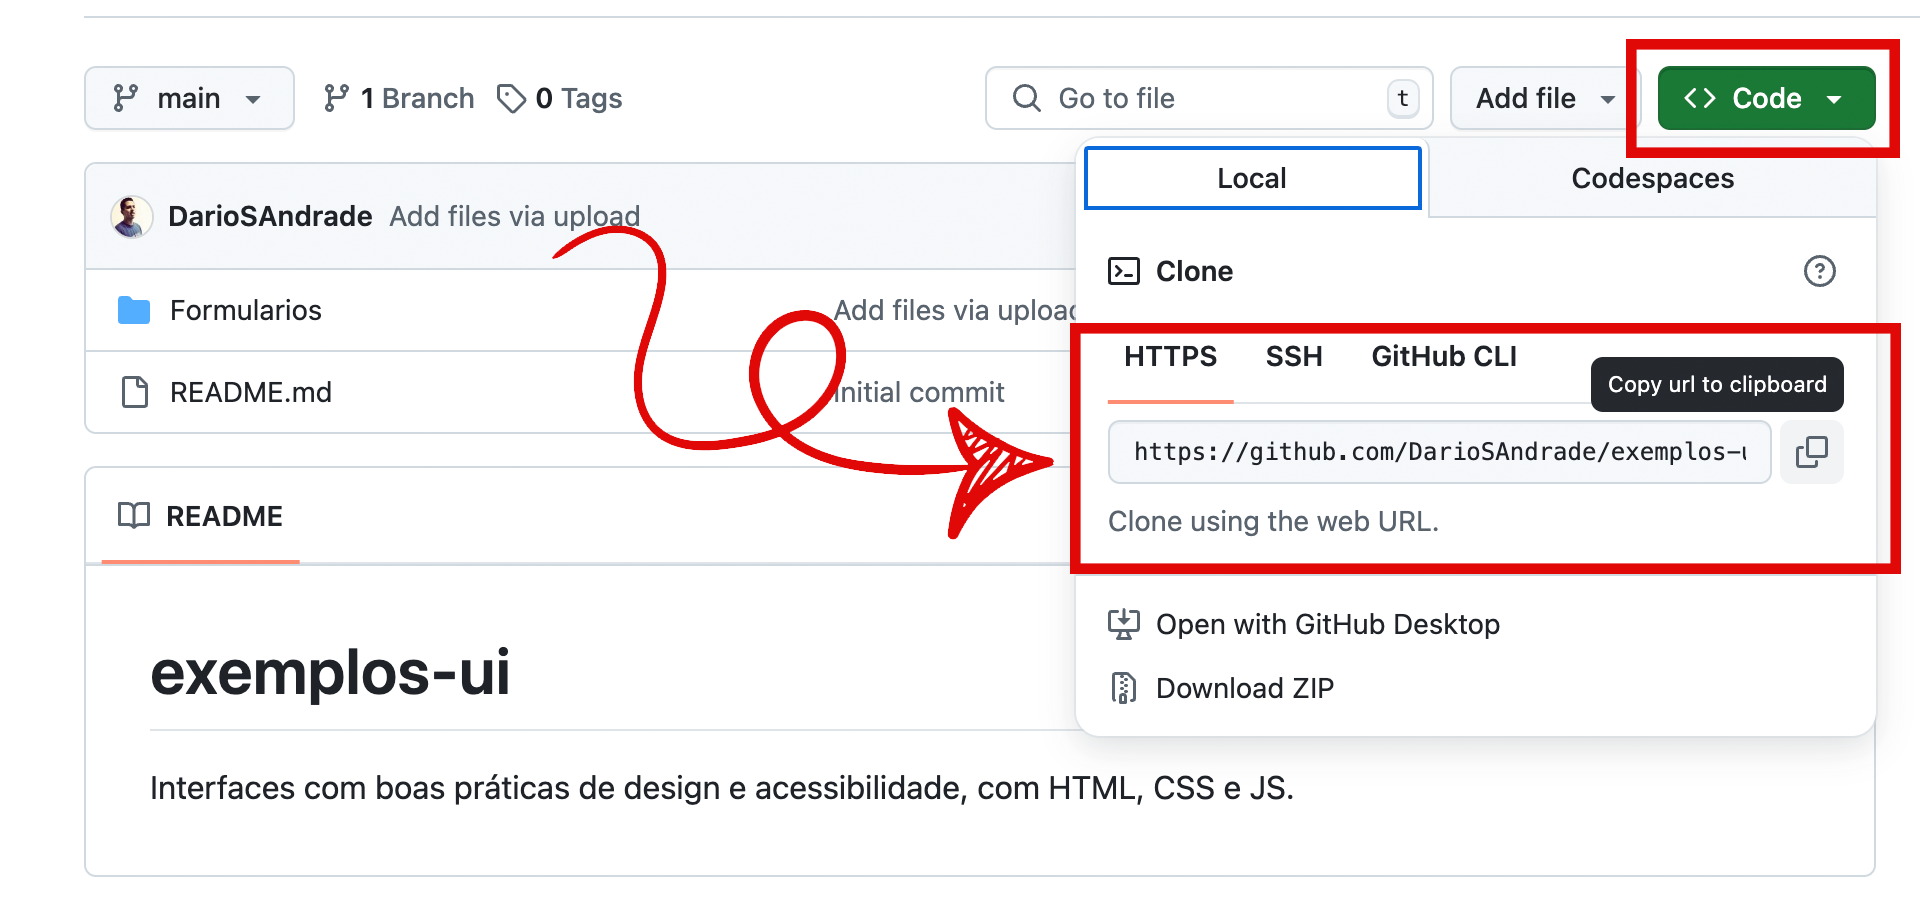 main
1 Branch
0 Tags
Go to file
t
Add file
Code
Local
Codespaces
DarioSAndrade Add files via upload
Clone
Formularios
Add files via upload
HTTPS
SSH
GitHub CLI
Copy url to clipboard
README.md
Initial commit
https://github.com/DarioSAndrade/exemplos-u
Clone using the web URL.
README
Open with GitHub Desktop
Download ZIP
exemplos-ui
Interfaces com boas práticas de design e acessibilidade, com HTML, CSS e JS.